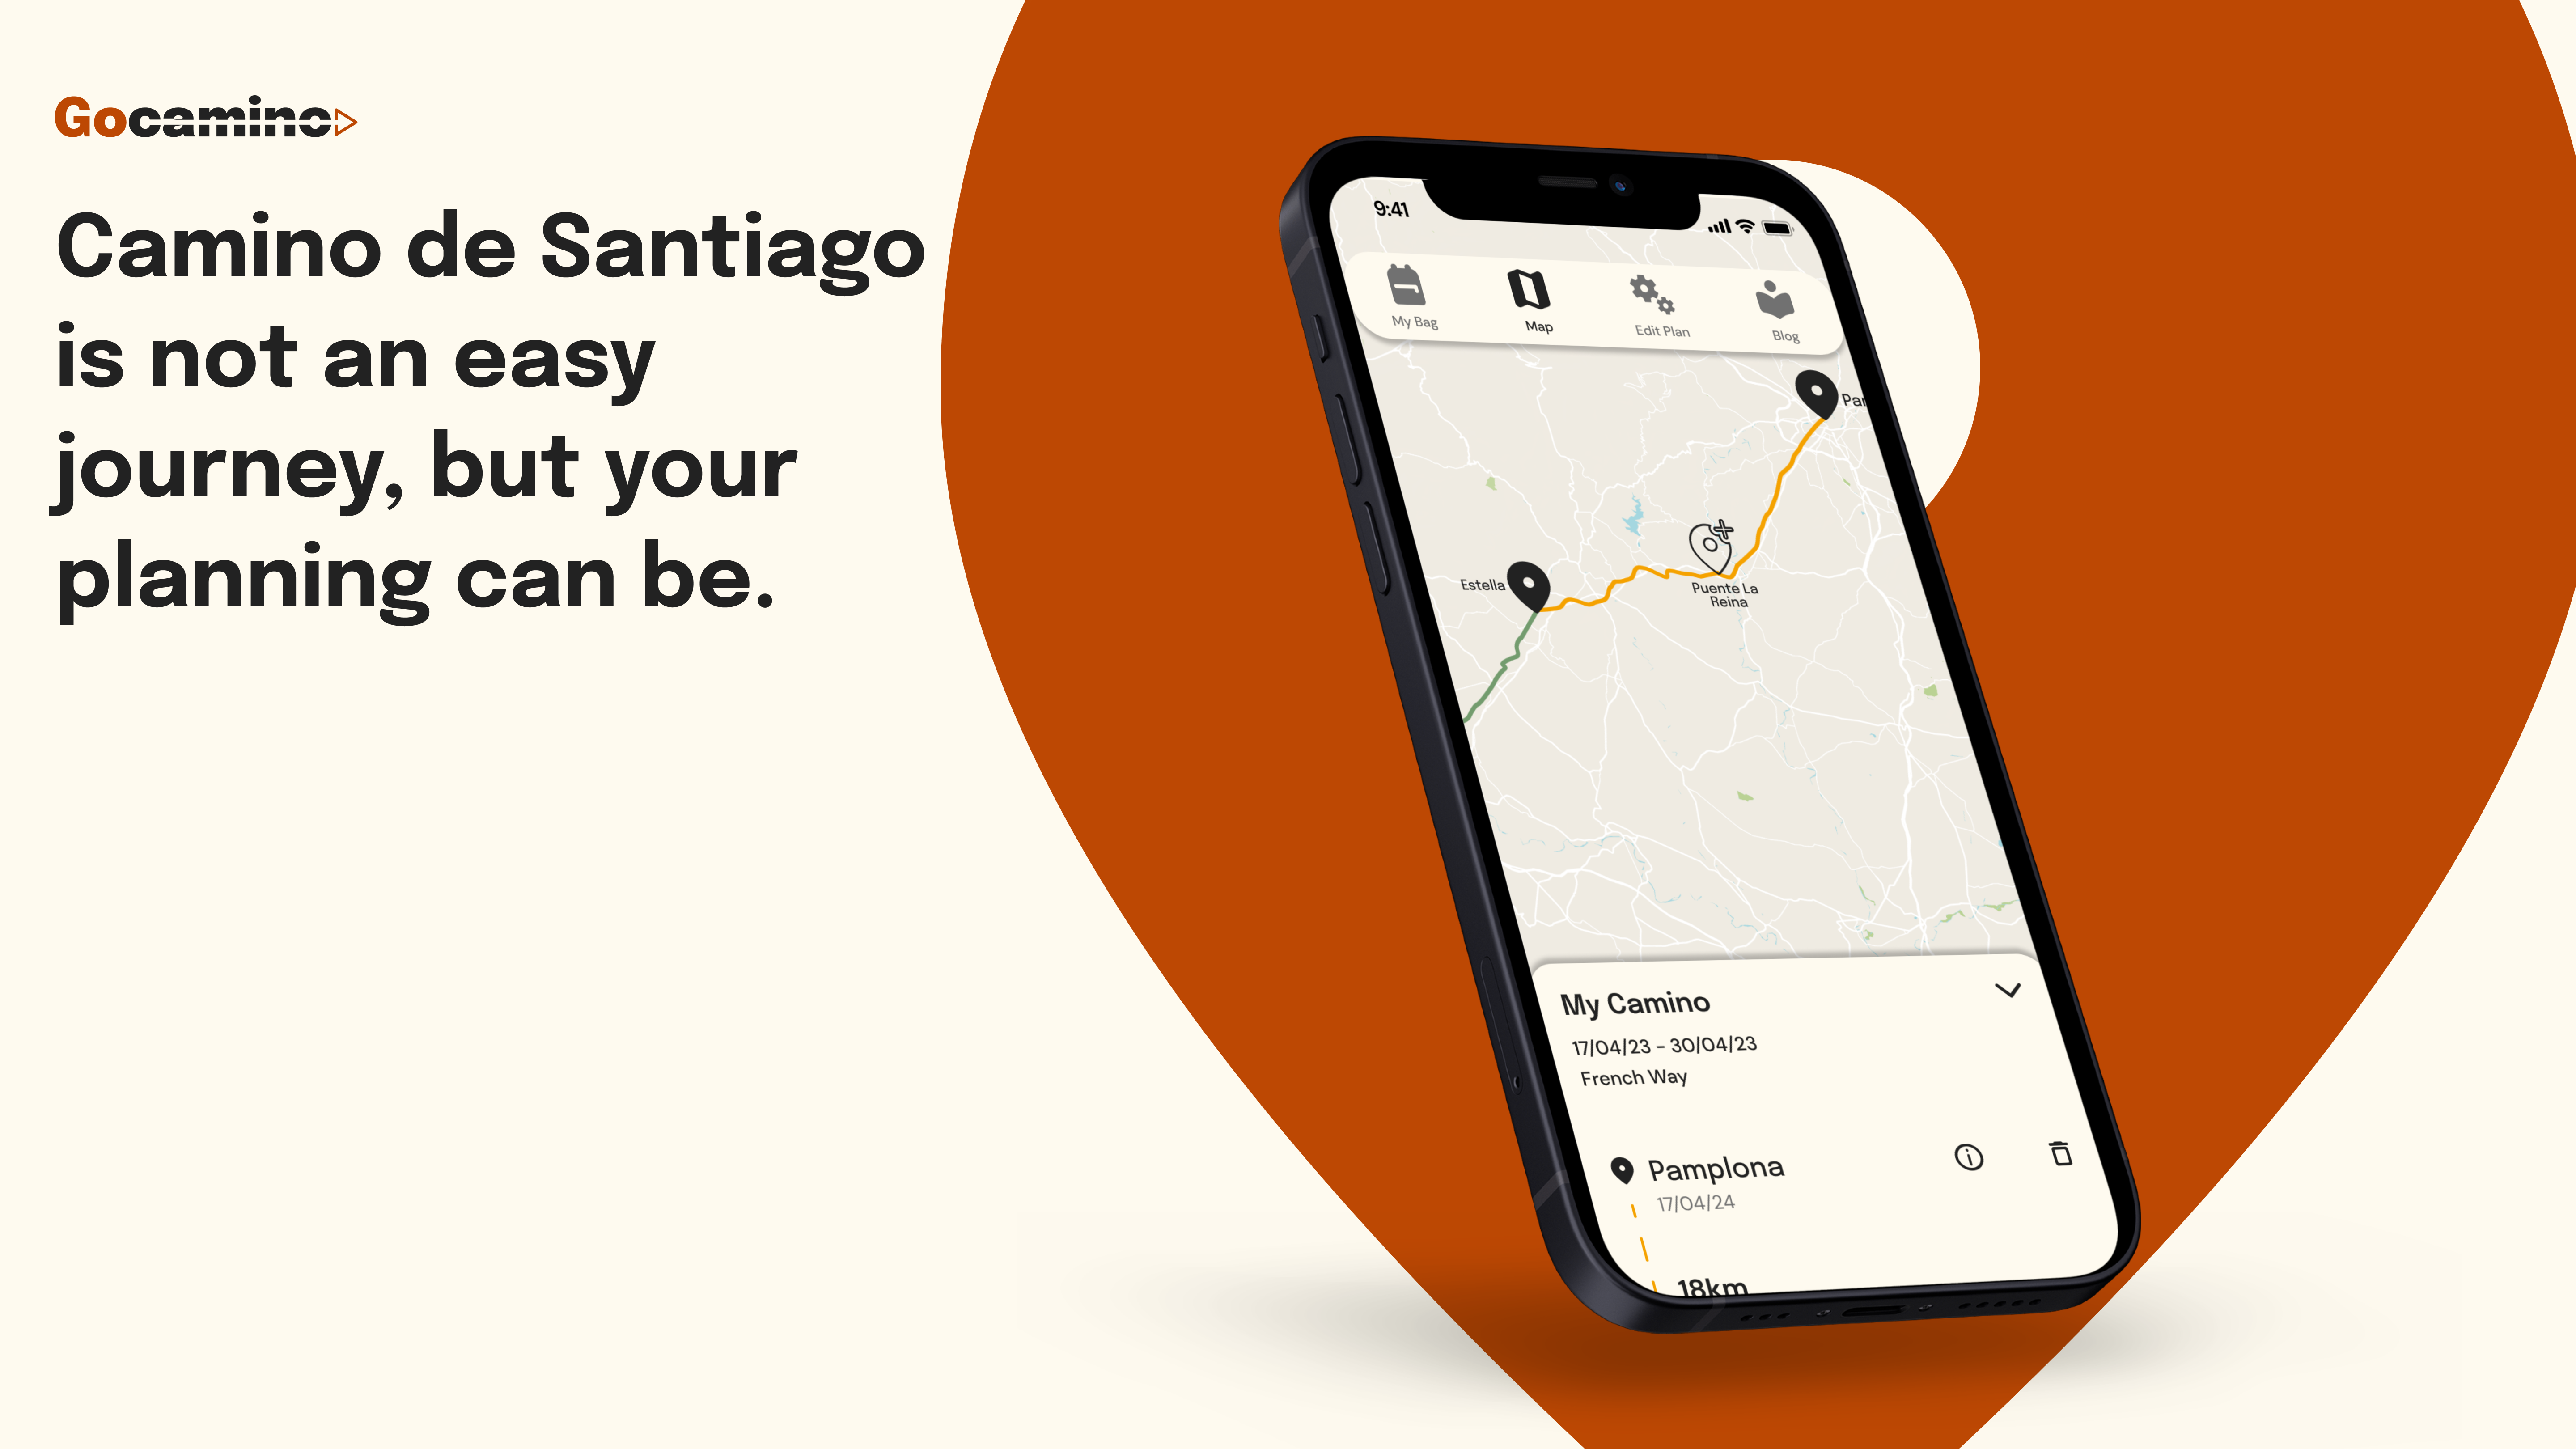 Gocamino
Camino de Santiago
is not an easy
journey, but your
planning can be.
9:41
My Bag
Map
Edit Plan
Blog
Estella
Puente La
Reina
My Camino
17/04/23 - 30/04/23
French Way
Pamplona
17/04/24
18km